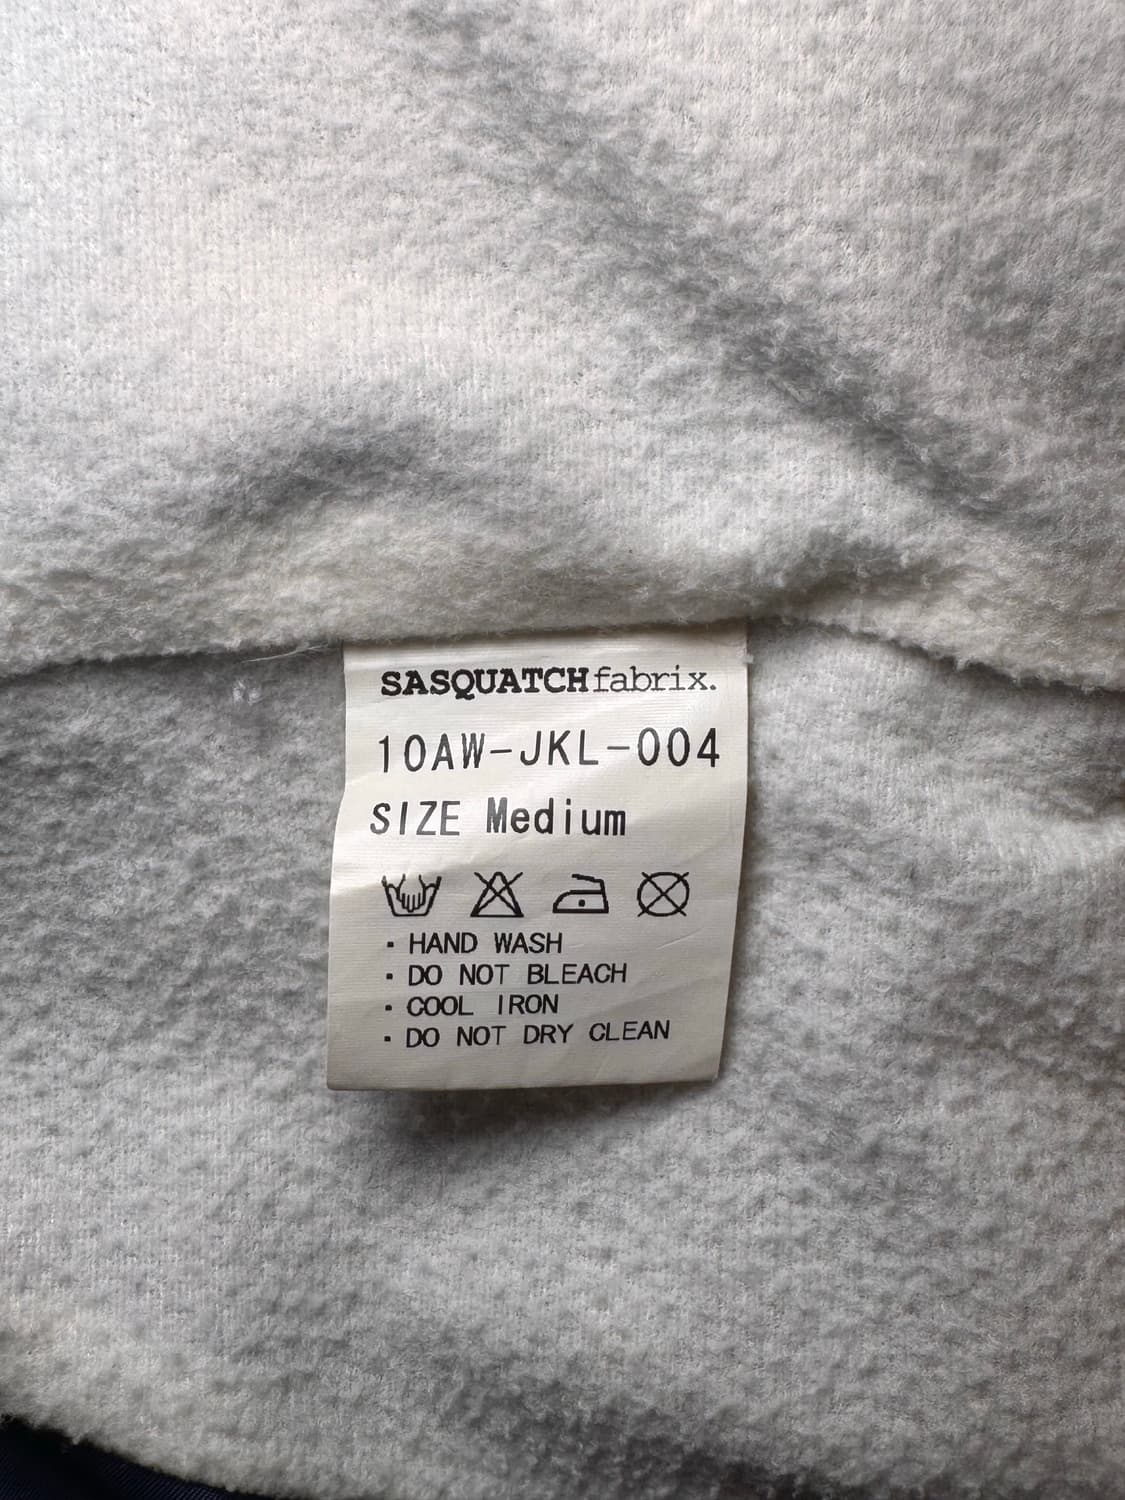 SASQUATCHfabrix.
10AW-JKL-004
SIZE Medium
・HAND WASH
・DO NOT BLEACH
・COOL IRON
・DO NOT DRY CLEAN